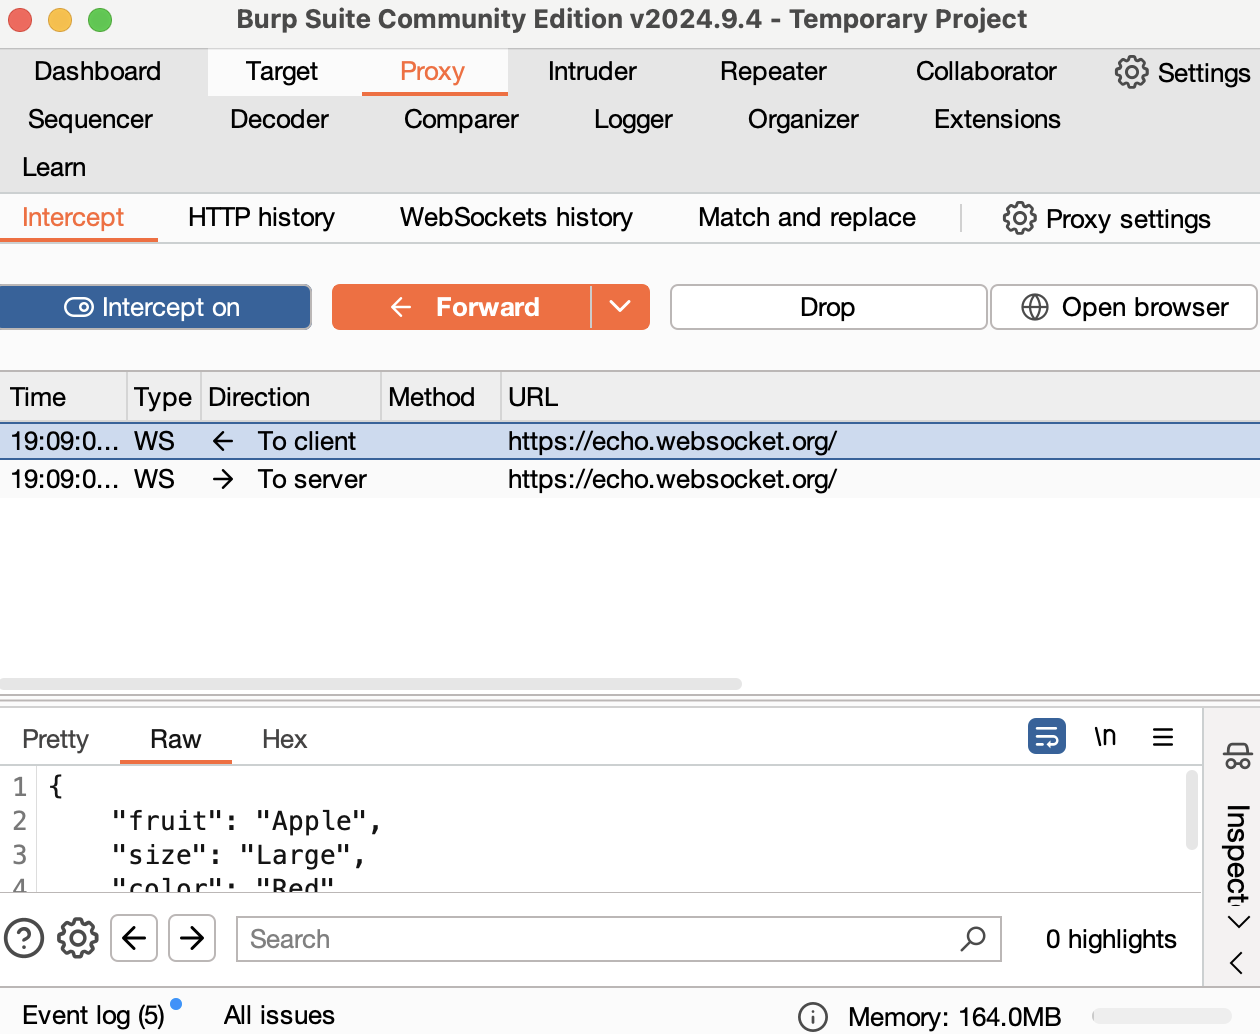 Burp Suite Community Edition v2024.9.4 - Temporary Project
Dashboard Target Proxy Intruder Repeater Collaborator Settings
Sequencer Decoder Comparer Logger Organizer Extensions
Learn
Intercept HTTP history WebSockets history Match and replace Proxy settings
Intercept on Forward Drop Open browser
Time Type Direction Method URL
19:09:0... WS ← To client https://echo.websocket.org/
19:09:0... WS → To server https://echo.websocket.org/
Pretty Raw Hex \n
1 {
2 "fruit": "Apple",
3 "size": "Large",
4 "color": "Red"
Inspect
Search 0 highlights
Event log (5) All issues Memory: 164.0MB